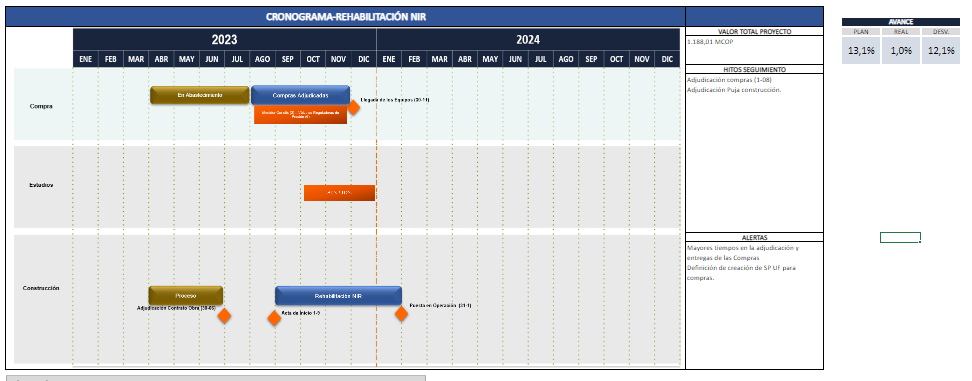 CRONOGRAMA-REHABILITACIÓN NIR
2023
2024
ENE FEB MAR ABR MAY JUN JUL AGO SEP OCT NOV DIC ENE FEB MAR ABR MAY JUN JUL AGO SEP OCT NOV DIC
Compra
En Abastecimiento
Compras Adjudicadas
Llegada de los Equipos (30-11)
Estudios
Construcción
Proceso
Adjudicación Contrato Obra (30-06)
Rehabilitación NIR
Acta de Inicio 1-9
Puesta en Operación (31-1)
VALOR TOTAL PROYECTO
1.188,01 MCOP
HITOS SEGUIMIENTO
Adjudicación compras (1-08)
Adjudicación Puja construcción.
ALERTAS
Mayores tiempos en la adjudicación y
entregas de las Compras
Definición de creación de SP UF para
compras.
AVANCE
PLAN REAL DESV.
13,1% 1,0% 12,1%